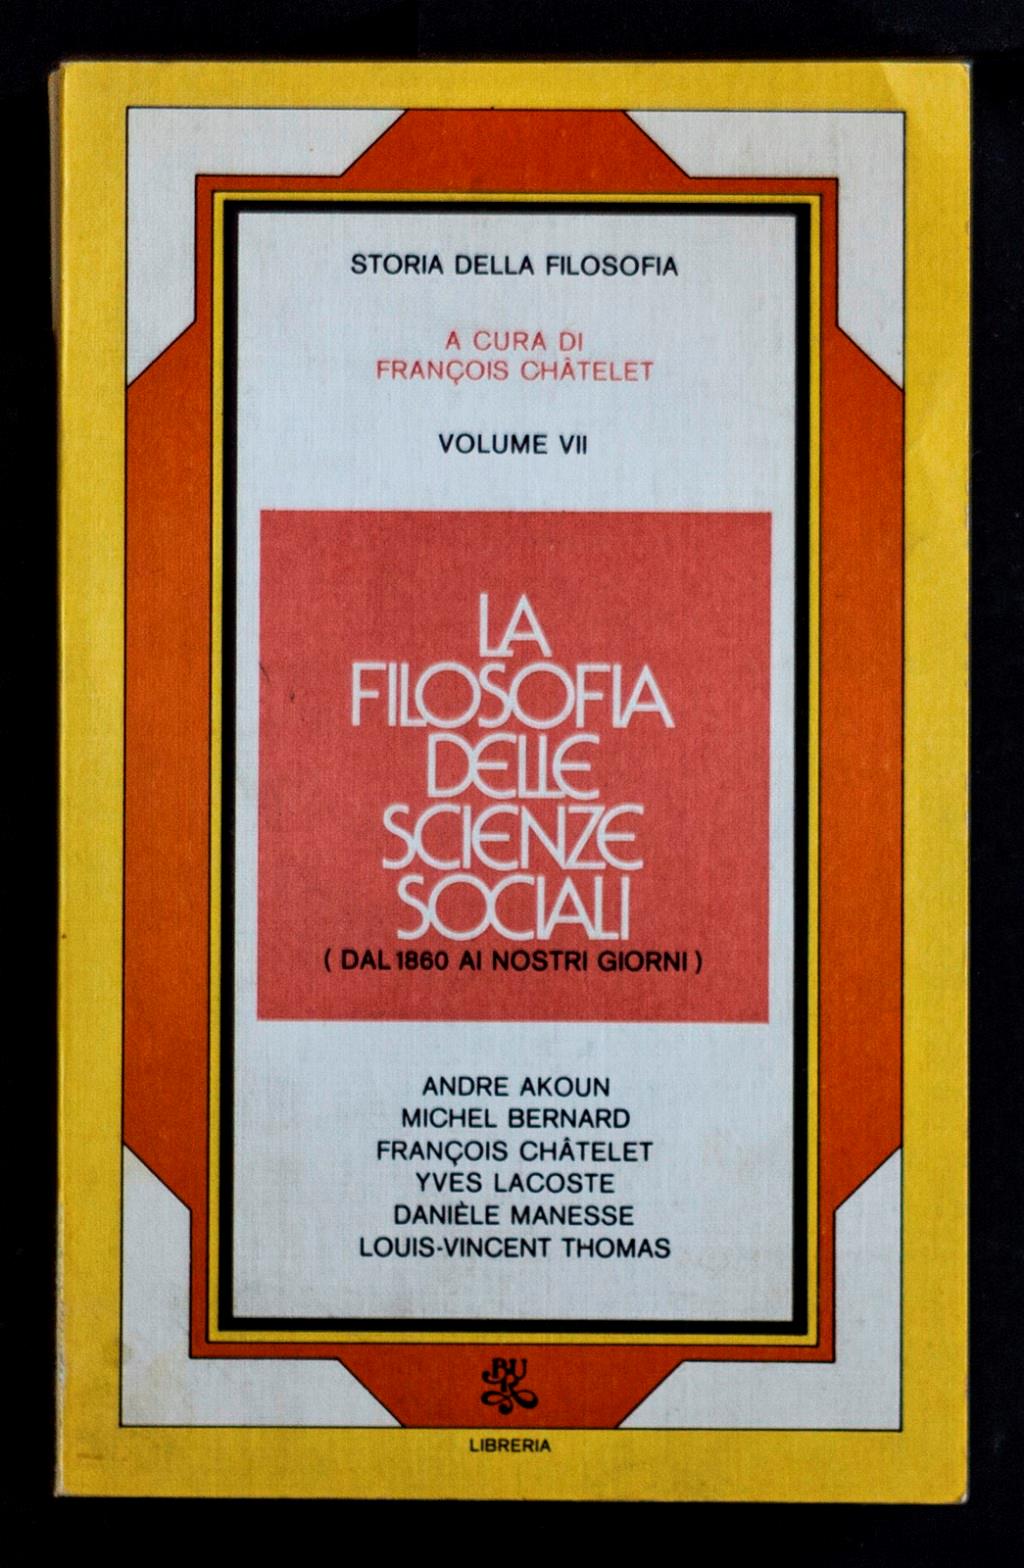 STORIA DELLA FILOSOFIA
A CURA DI
FRANÇOIS CHÂTELET
VOLUME VII
LA
FILOSOFIA
DELLE
SCIENZE
SOCIALI
( DAL 1860 AI NOSTRI GIORNI )
ANDRE AKOUN
MICHEL BERNARD
FRANÇOIS CHÂTELET
YVES LACOSTE
DANIÈLE MANESSE
LOUIS-VINCENT THOMAS
BUR
LIBRERIA